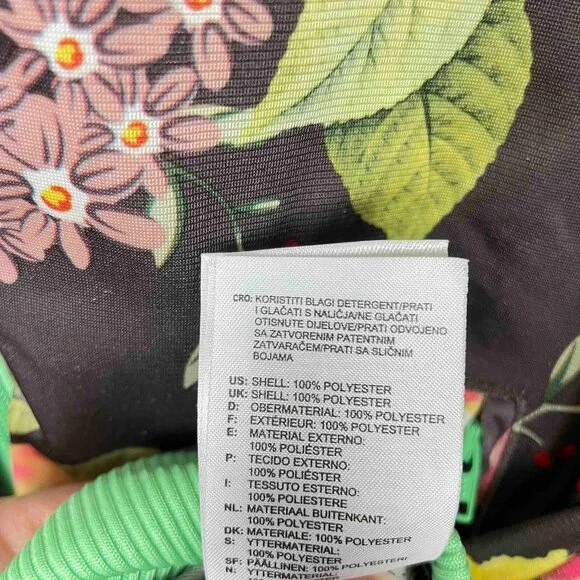 CRO: KORISTITI BLAGI DETERGENT/PRATI
I GLAČATI S NALIČJA/NE GLAČATI
OTISNUTE DIJELOVE/PRATI ODVOJENO
SA ZATVORENIM PATENTNIM
ZATVARAČEM/PRATI SA SLIČNIM
BOJAMA
US: SHELL: 100% POLYESTER
UK: SHELL: 100% POLYESTER
D: OBERMATERIAL: 100% POLYESTER
F: EXTÉRIEUR: 100% POLYESTER
E: MATERIAL EXTERNO:
100% POLIÉSTER
P: TECIDO EXTERNO:
100% POLIÉSTER
I: TESSUTO ESTERNO:
100% POLIESTERE
NL: MATERIAAL BUITENKANT:
100% POLYESTER
DK: MATERIALE: 100% POLYESTER
S: YTTERMATERIAL:
100% POLYESTER
SF: PÄÄLLINEN: 100% POLYESTERI
N: YTTERMATERIAL:
100% POLYESTER